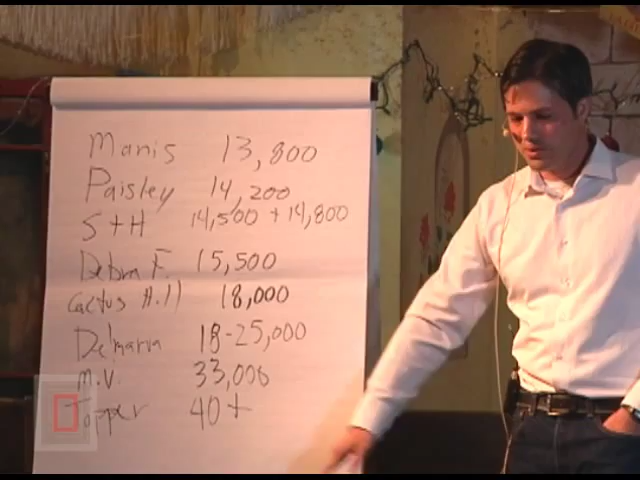 Manis 13,800
Paisley 14,200
S+H 14,500 + 14,800
Debra F. 15,500
Cactus Hill 18,000
Delmarva 18-25,000
M.V. 33,000
Topper 40+